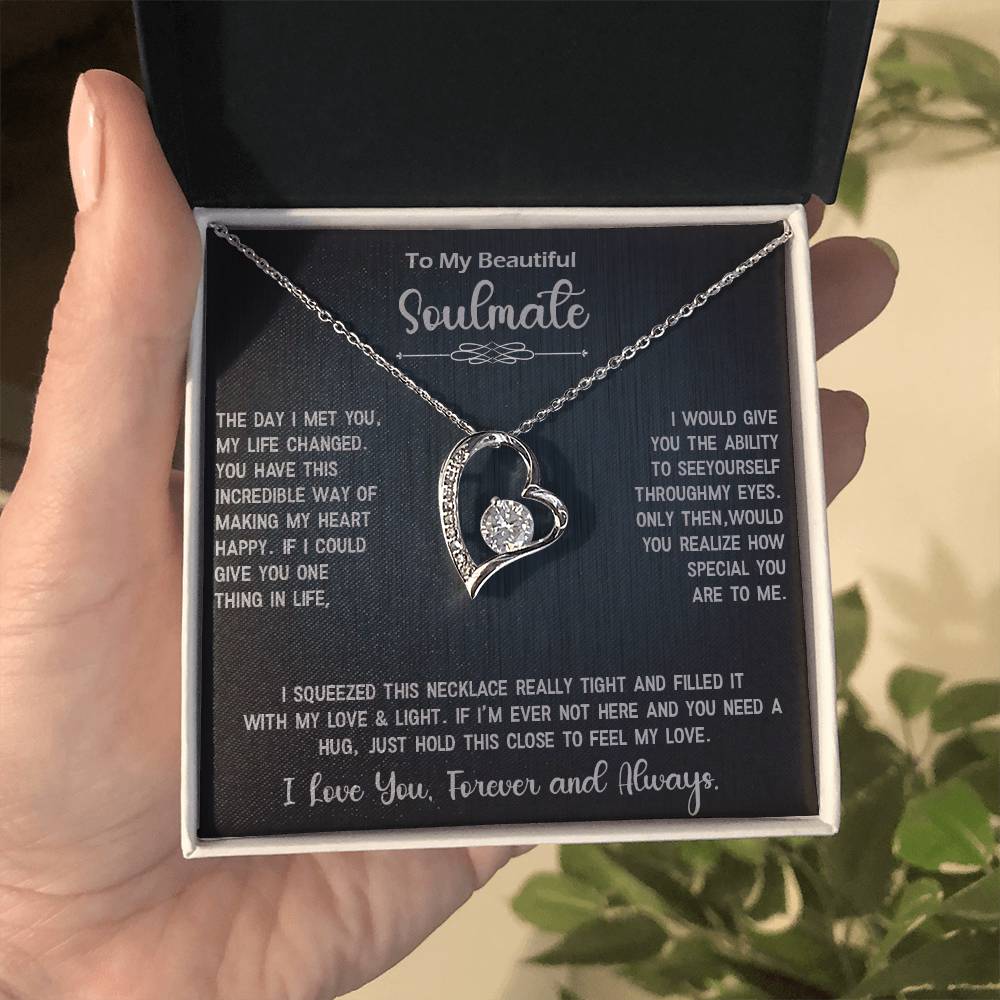 To My Beautiful
Soulmate
THE DAY I MET YOU,
MY LIFE CHANGED.
YOU HAVE THIS
INCREDIBLE WAY OF
MAKING MY HEART
HAPPY. IF I COULD
GIVE YOU ONE
THING IN LIFE,
I WOULD GIVE
YOU THE ABILITY
TO SEEYOURSELF
THROUGHMY EYES.
ONLY THEN,WOULD
YOU REALIZE HOW
SPECIAL YOU
ARE TO ME.
I SQUEEZED THIS NECKLACE REALLY TIGHT AND FILLED IT
WITH MY LOVE & LIGHT. IF I'M EVER NOT HERE AND YOU NEED A
HUG, JUST HOLD THIS CLOSE TO FEEL MY LOVE.
I Love You, Forever and Always.